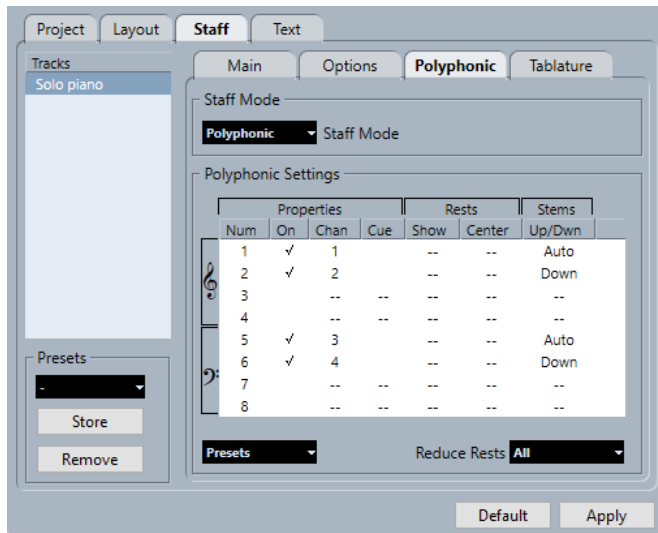 Project Layout Staff Text
Tracks
Solo piano
Main Options Polyphonic Tablature
Staff Mode
Polyphonic Staff Mode
Polyphonic Settings
Properties Rests Stems
Num On Chan Cue Show Center Up/Dwn
1 √ 1 -- -- Auto
2 √ 2 -- -- Down
3 -- -- -- -- --
4 -- -- -- -- --
5 √ 3 -- -- Auto
6 √ 4 -- -- Down
7 -- -- -- -- --
8 -- -- -- -- --
Presets
-
Store
Remove
Presets Reduce Rests All
Default Apply